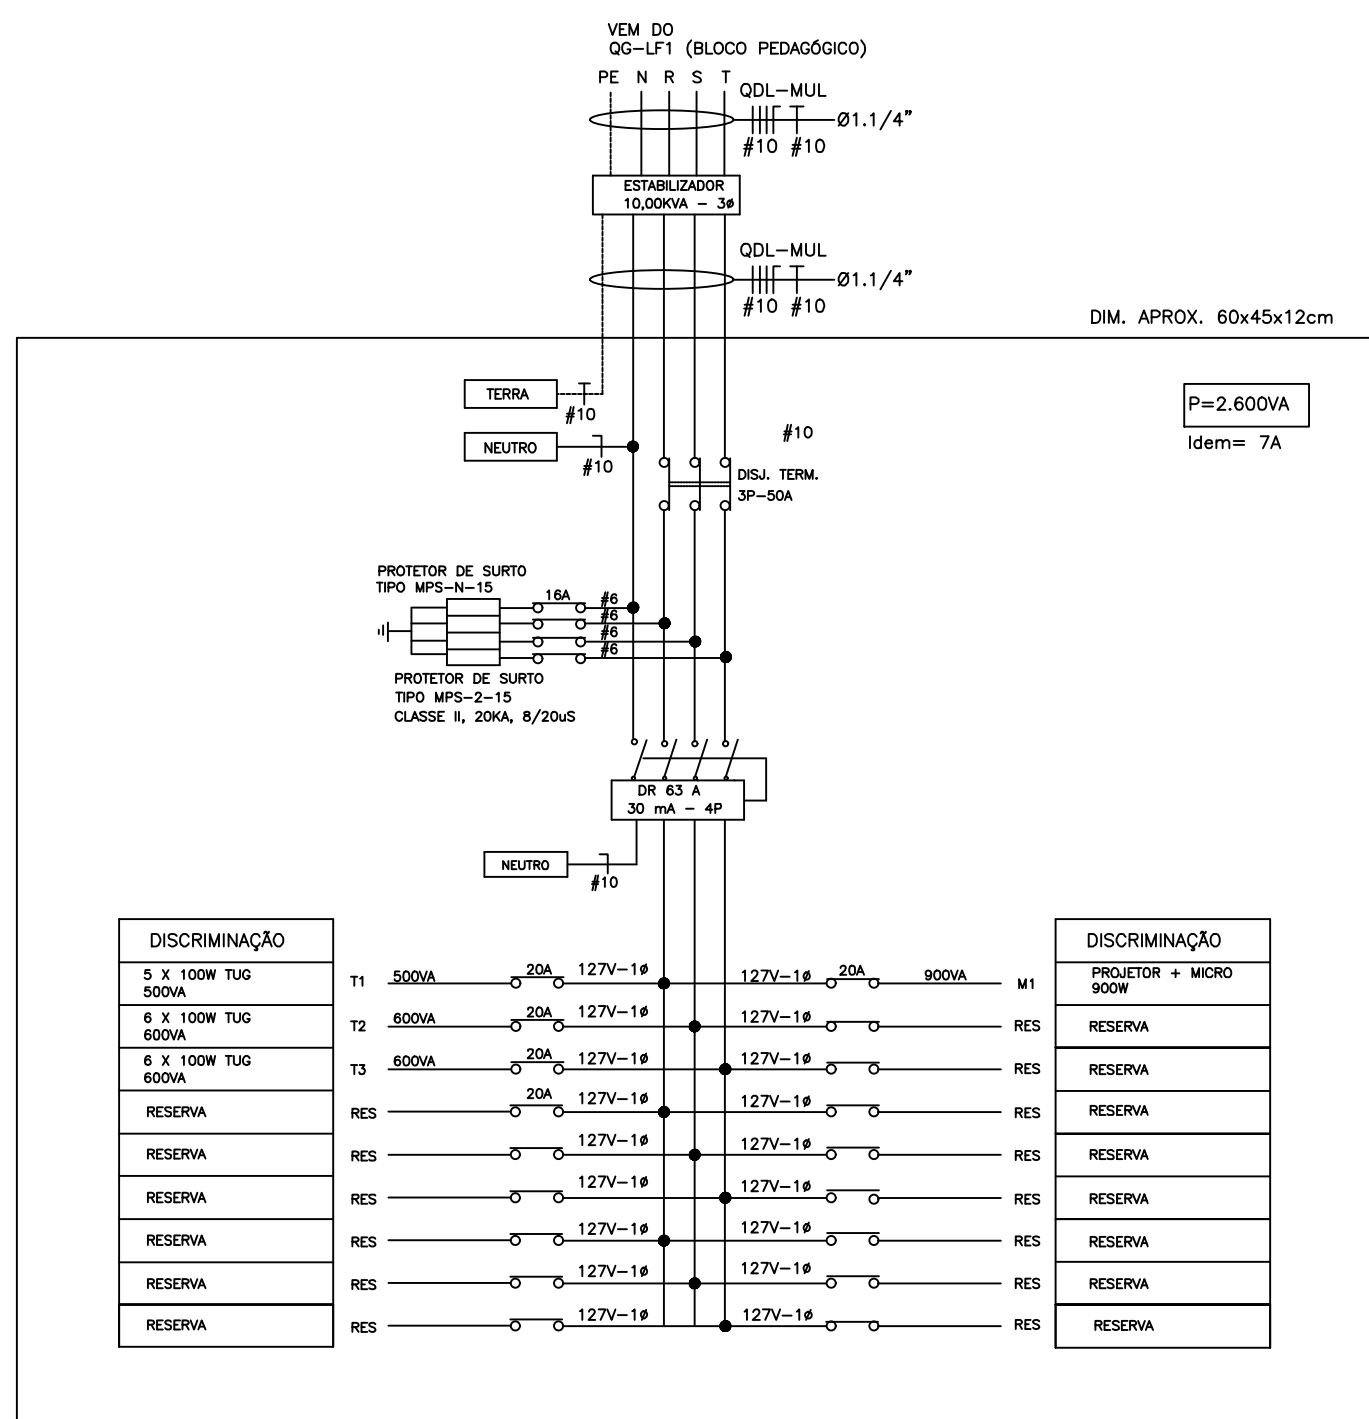 VEM DO
QG-LF1 (BLOCO PEDAGÓGICO)
PE N R S T
QDL-MUL
Ø1.1/4"
#10 #10
ESTABILIZADOR
10,00KVA - 3ø
QDL-MUL
Ø1.1/4"
#10 #10
DIM. APROX. 60x45x12cm
TERRA
#10
P=2.600VA
Idem= 7A
NEUTRO
#10
#10
DISJ. TERM.
3P-50A
PROTETOR DE SURTO
TIPO MPS-N-15
16A
#6
#6
#6
#6
PROTETOR DE SURTO
TIPO MPS-2-15
CLASSE II, 20KA, 8/20uS
DR 63 A
30 mA - 4P
NEUTRO
#10
DISCRIMINAÇÃO
DISCRIMINAÇÃO
5 X 100W TUG
500VA
T1 500VA 20A 127V-1ø 127V-1ø 20A 900VA M1
PROJETOR + MICRO
900W
6 X 100W TUG
600VA
T2 600VA 20A 127V-1ø 127V-1ø RES RESERVA
6 X 100W TUG
600VA
T3 600VA 20A 127V-1ø 127V-1ø RES RESERVA
RESERVA RES 20A 127V-1ø 127V-1ø RES RESERVA
RESERVA RES 127V-1ø 127V-1ø RES RESERVA
RESERVA RES 127V-1ø 127V-1ø RES RESERVA
RESERVA RES 127V-1ø 127V-1ø RES RESERVA
RESERVA RES 127V-1ø 127V-1ø RES RESERVA
RESERVA RES 127V-1ø 127V-1ø RES RESERVA